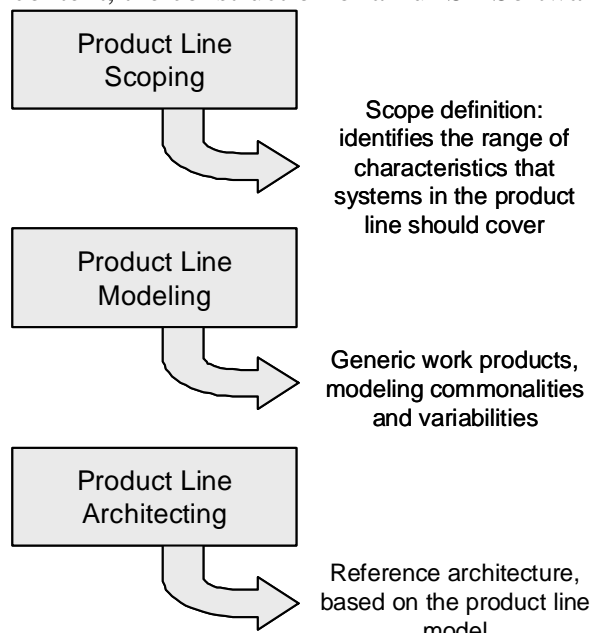 Product Line
Scoping
Scope definition:
identifies the range of
characteristics that
systems in the product
line should cover
Product Line
Modeling
Generic work products,
modeling commonalities
and variabilities
Product Line
Architecting
Reference architecture,
based on the product line
model